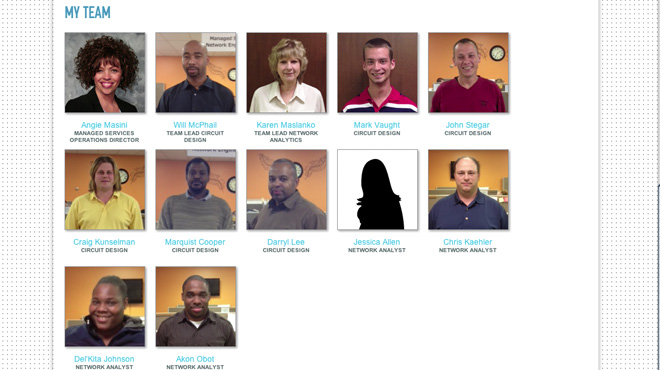 MY TEAM
Angie Masini
MANAGED SERVICES
OPERATIONS DIRECTOR
Will McPhail
TEAM LEAD CIRCUIT
DESIGN
Karen Maslanko
TEAM LEAD NETWORK
ANALYTICS
Mark Vaught
CIRCUIT DESIGN
John Stegar
CIRCUIT DESIGN
Craig Kunselman
CIRCUIT DESIGN
Marquist Cooper
CIRCUIT DESIGN
Darryl Lee
CIRCUIT DESIGN
Jessica Allen
NETWORK ANALYST
Chris Kaehler
NETWORK ANALYST
Del'Kita Johnson
NETWORK ANALYST
Akon Obot
NETWORK ANALYST